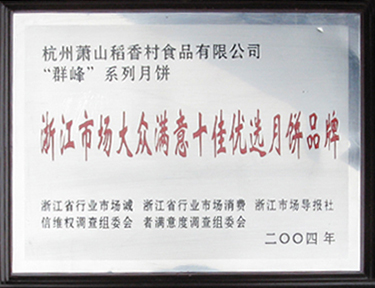 杭州萧山稻香村食品有限公司
“群峰”系列月饼
浙江市场大众满意十佳优选月饼品牌
浙江省行业市场诚 浙江省行业市场消费 浙江市场导报社
信维权调查组委会 者满意度调查组委会
二〇〇四年